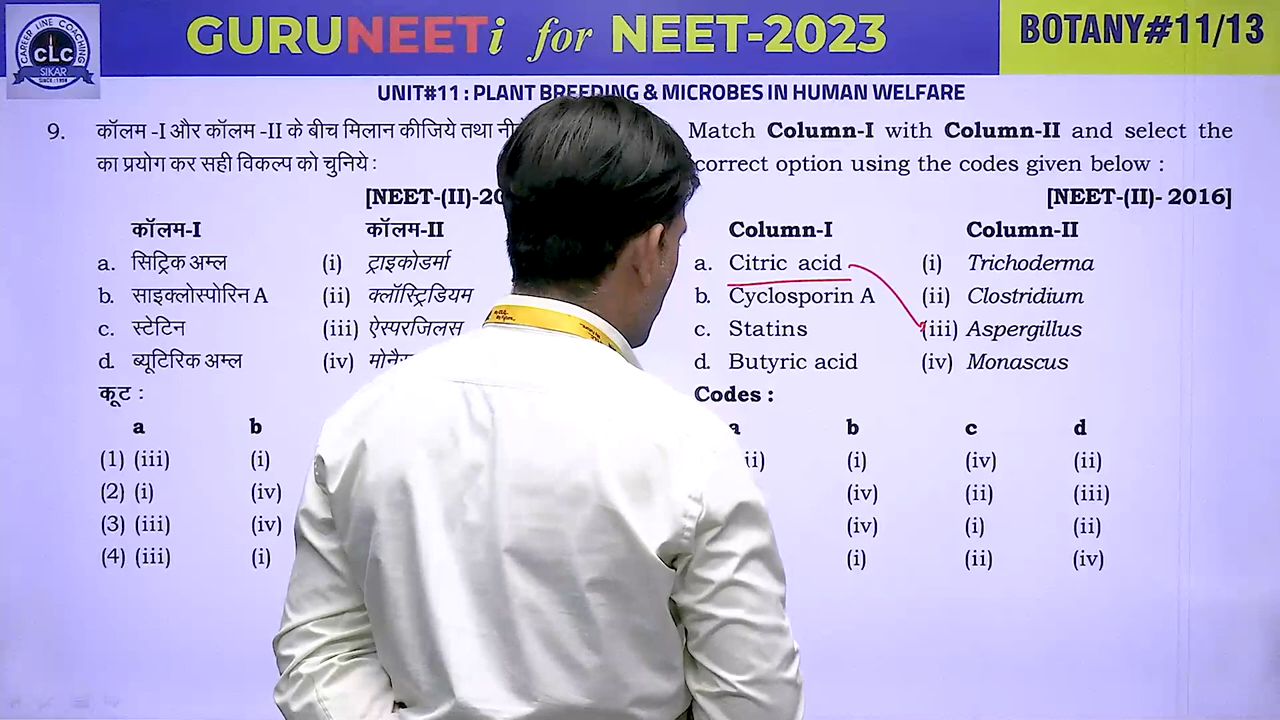 GURUNEETi for NEET-2023
BOTANY#11/13
CAREER LINE COACHING
CLC
SIKAR
SINCE : 1996
UNIT#11 : PLANT BREEDING & MICROBES IN HUMAN WELFARE
9. कॉलम -I और कॉलम -II के बीच मिलान कीजिये तथा
का प्रयोग कर सही विकल्प को चुनिये :
[NEET-(II)-20
कॉलम-I कॉलम-II
a. सिट्रिक अम्ल (i) ट्राइकोडर्मा
b. साइक्लोस्पोरिन A (ii) क्लॉस्ट्रिडियम
c. स्टेटिन (iii) ऐस्परजिलस
d. ब्यूटिरिक अम्ल (iv)
कूट :
a b
(1) (iii) (i)
(2) (i) (iv)
(3) (iii) (iv)
(4) (iii) (i)
Match Column-I with Column-II and select the
correct option using the codes given below :
[NEET-(II)- 2016]
Column-I Column-II
a. Citric acid (i) Trichoderma
b. Cyclosporin A (ii) Clostridium
c. Statins (iii) Aspergillus
d. Butyric acid (iv) Monascus
Codes :
a b c d
(i) (iv) (ii)
(iv) (ii) (iii)
(iv) (i) (ii)
(i) (ii) (iv)